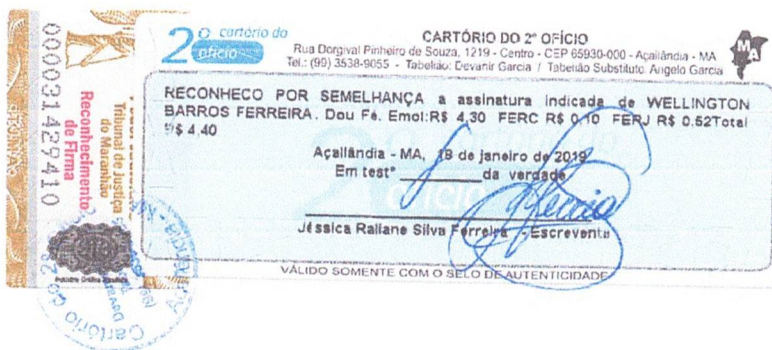 2º cartório do
ofício
CARTÓRIO DO 2º OFÍCIO
Rua Dorgival Pinheiro de Souza, 1219 - Centro - CEP 65930-000 - Açailândia - MA
Tel.: (99) 3538-9055 - Tabelião: Devanir Garcia / Tabelião Substituto: Angelo Garcia
MA
RECONHECO POR SEMELHANÇA a assinatura indicada de WELLINGTON
BARROS FERREIRA. Dou Fé. Emol:R$ 4,30 FERC R$ 0,10 FERJ R$ 0.52Total
R$ 4,40
Açailândia - MA, 18 de janeiro de 2019
Em testº da verdade
Jéssica Raliane Silva Ferreira - Escrevente
VÁLIDO SOMENTE COM O SELO DE AUTENTICIDADE
Tribunal de Justiça
do Maranhão
Reconhecimento
de Firma
000031429410
Cartório do 2º